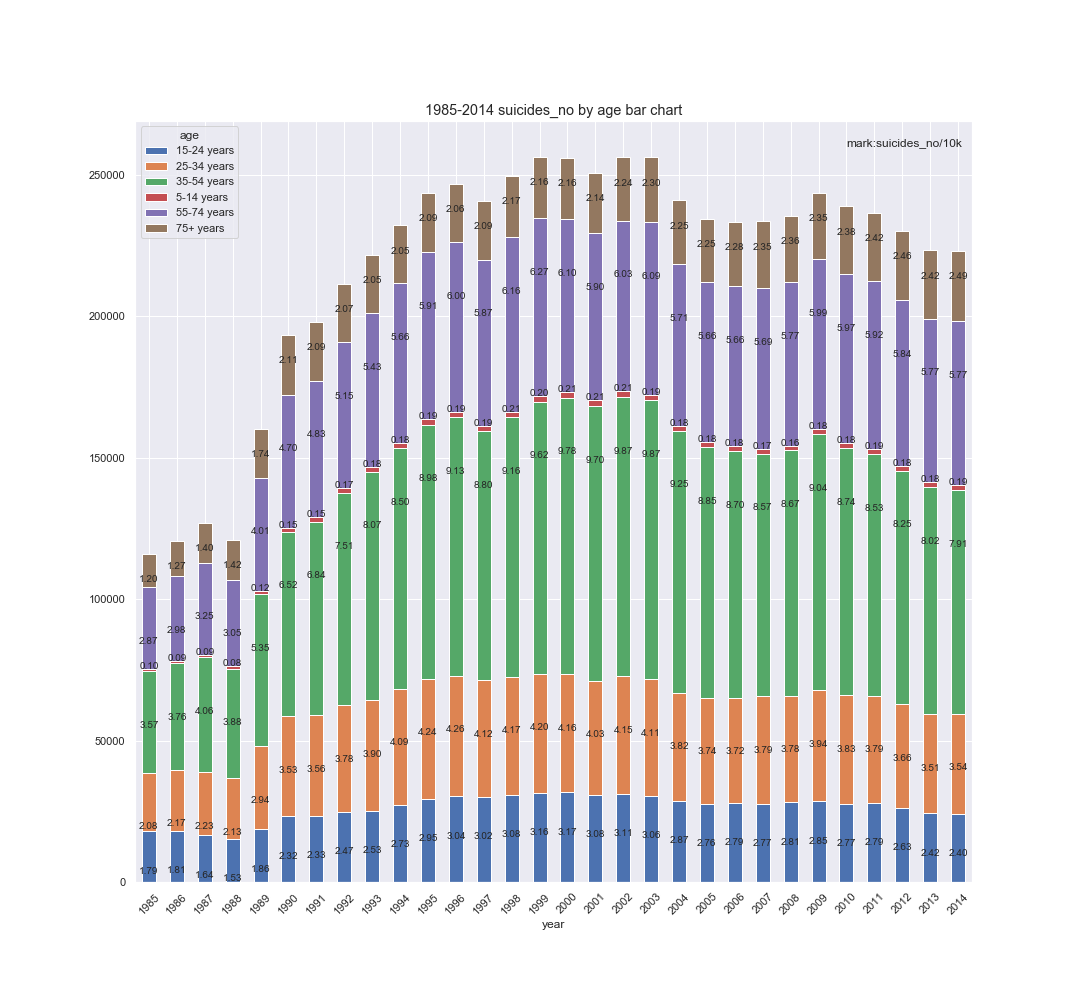 1985-2014 suicides_no by age bar chart
age
15-24 years
25-34 years
35-54 years
5-14 years
55-74 years
75+ years
mark:suicides_no/10k
250000
200000
150000
100000
50000
0
1.20 1.27 1.40 1.42 1.74 2.11 2.09 2.07 2.05 2.05 2.09 2.06 2.09 2.17 2.16 2.16 2.14 2.24 2.30 2.25 2.25 2.28 2.35 2.36 2.35 2.38 2.42 2.46 2.42 2.49
2.87 2.98 3.25 3.05 4.01 4.70 4.83 5.15 5.43 5.66 5.91 6.00 5.87 6.16 6.27 6.10 5.90 6.03 6.09 5.71 5.66 5.66 5.69 5.77 5.99 5.97 5.92 5.84 5.77 5.77
0.10 0.09 0.09 0.08 0.12 0.15 0.15 0.17 0.18 0.18 0.19 0.19 0.19 0.21 0.20 0.21 0.21 0.21 0.19 0.18 0.18 0.18 0.17 0.16 0.18 0.18 0.19 0.18 0.18 0.19
3.57 3.76 4.06 3.88 5.35 6.52 6.84 7.51 8.07 8.50 8.98 9.13 8.80 9.16 9.62 9.78 9.70 9.87 9.87 9.25 8.85 8.70 8.57 8.67 9.04 8.74 8.53 8.25 8.02 7.91
2.08 2.17 2.23 2.13 2.94 3.53 3.56 3.78 3.90 4.09 4.24 4.26 4.12 4.17 4.20 4.16 4.03 4.15 4.11 3.82 3.74 3.72 3.79 3.78 3.94 3.83 3.79 3.66 3.51 3.54
1.79 1.81 1.64 1.53 1.86 2.32 2.33 2.47 2.53 2.73 2.95 3.04 3.02 3.08 3.16 3.17 3.08 3.11 3.06 2.87 2.76 2.79 2.77 2.81 2.85 2.77 2.79 2.63 2.42 2.40
1985 1986 1987 1988 1989 1990 1991 1992 1993 1994 1995 1996 1997 1998 1999 2000 2001 2002 2003 2004 2005 2006 2007 2008 2009 2010 2011 2012 2013 2014
year